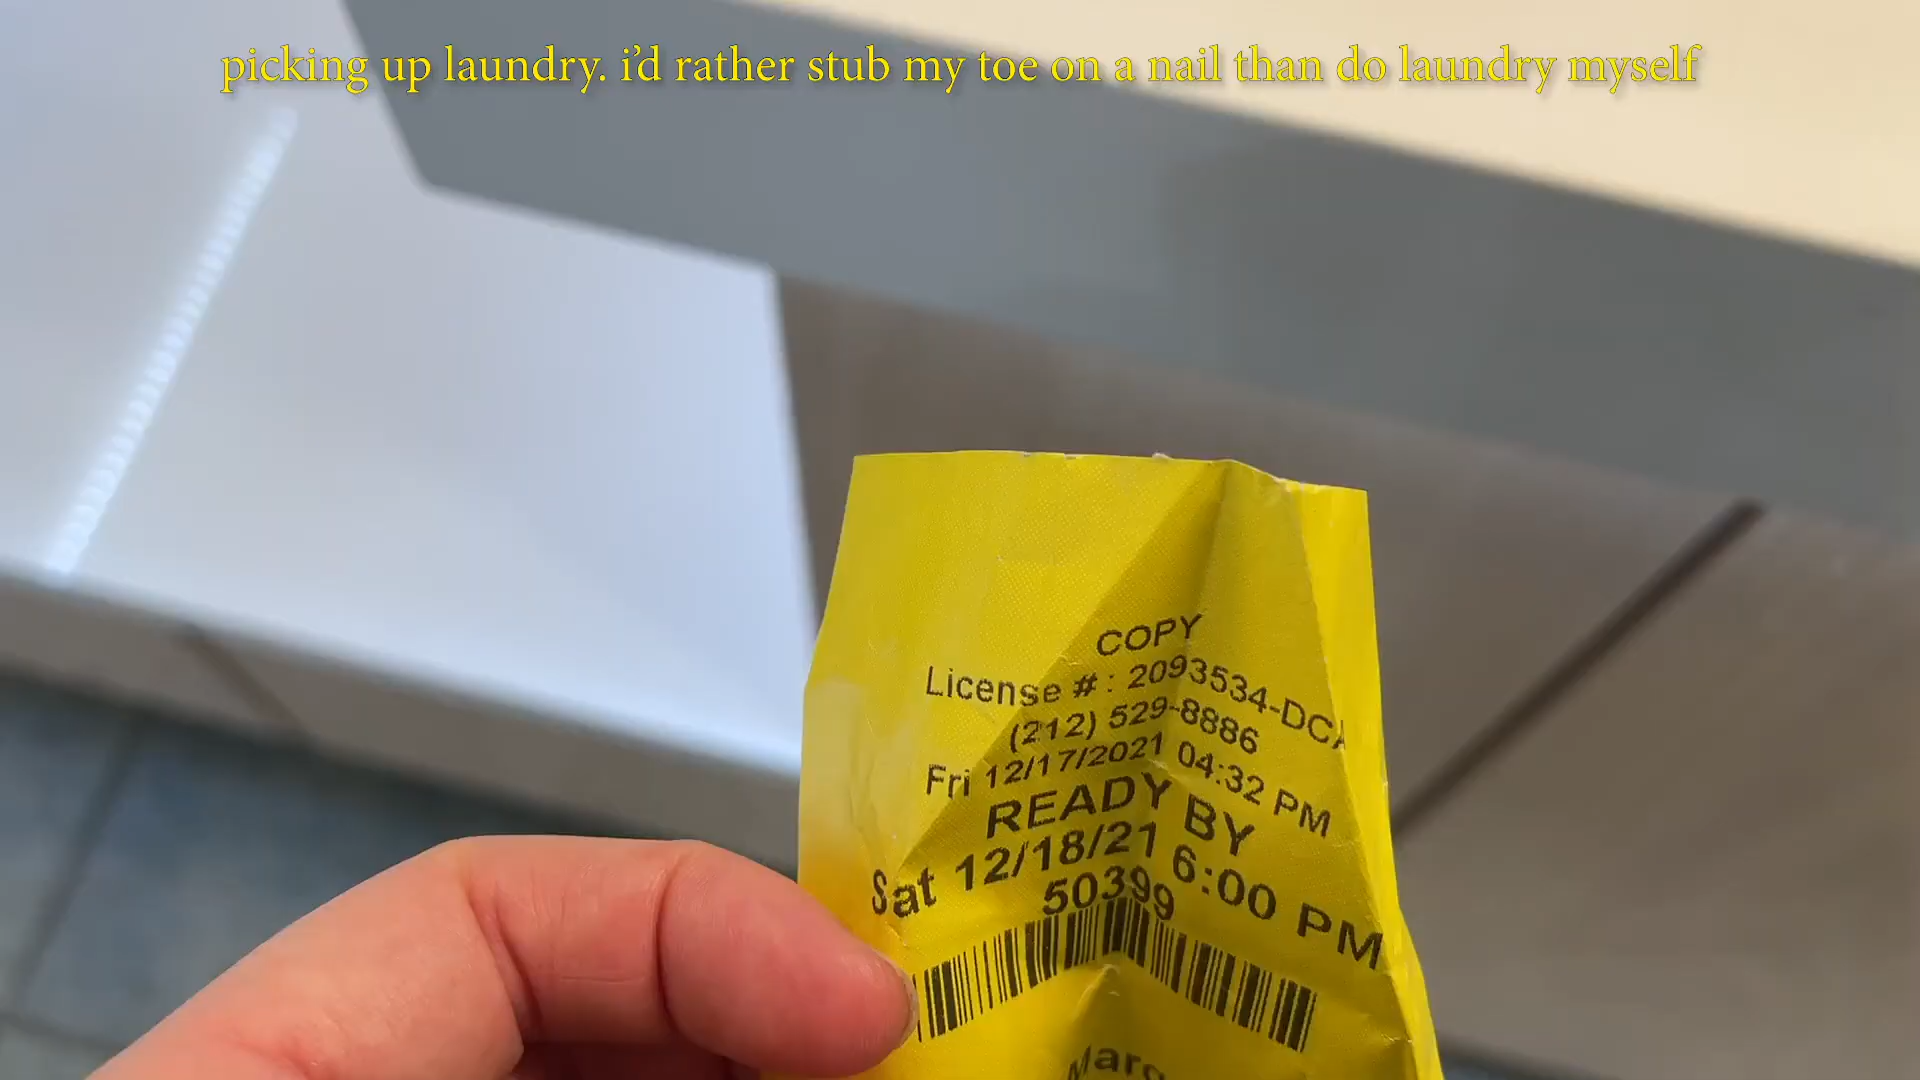 picking up laundry. i'd rather stub my toe on a nail than do laundry myself
COPY
License # : 2093534-DCA
(212) 529-8886
Fri 12/17/2021 04:32 PM
READY BY
Sat 12/18/21 6:00 PM
50399